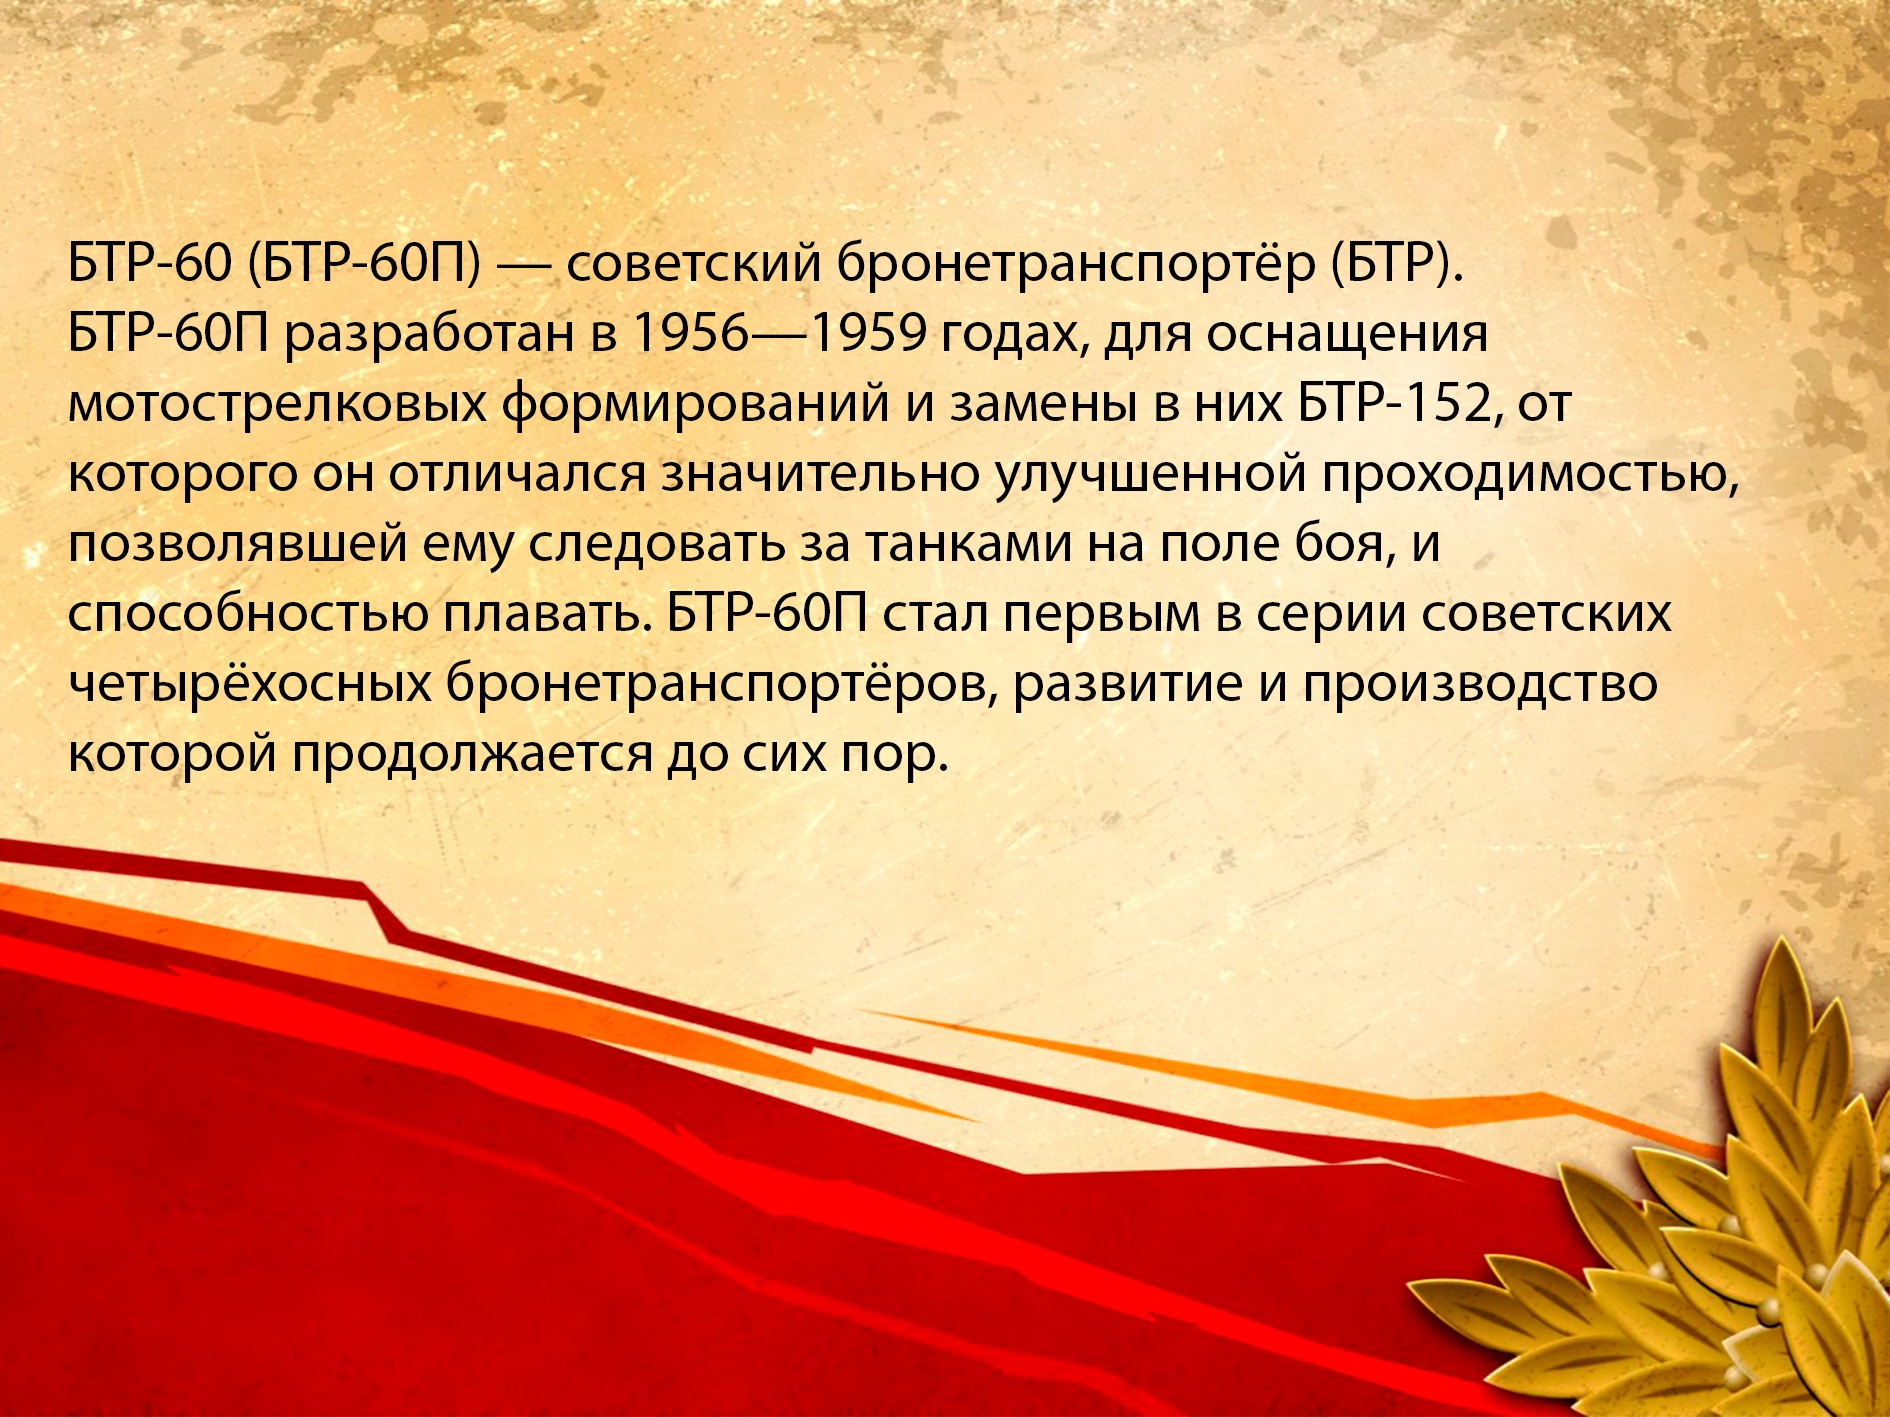 БТР-60 (БТР-60П) — советский бронетранспортёр (БТР).
БТР-60П разработан в 1956—1959 годах, для оснащения
мотострелковых формирований и замены в них БТР-152, от
которого он отличался значительно улучшенной проходимостью,
позволявшей ему следовать за танками на поле боя, и
способностью плавать. БТР-60П стал первым в серии советских
четырёхосных бронетранспортёров, развитие и производство
которой продолжается до сих пор.